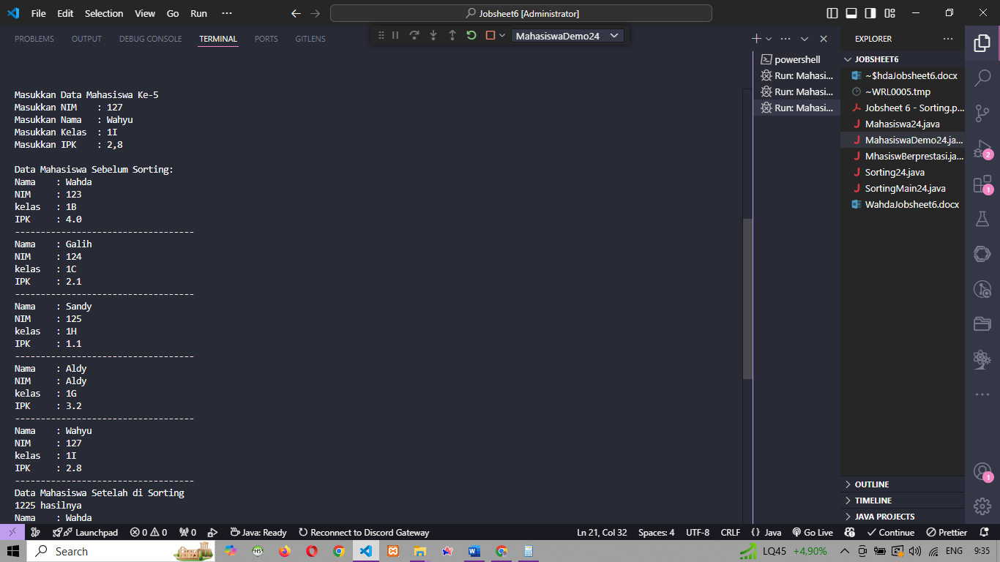 File Edit Selection View Go Run ··· Jobsheet6 [Administrator]
PROBLEMS OUTPUT DEBUG CONSOLE TERMINAL PORTS GITLENS MahasiswaDemo24 EXPLORER
Masukkan Data Mahasiswa Ke-5
Masukkan NIM : 127
Masukkan Nama : Wahyu
Masukkan Kelas : 1I
Masukkan IPK : 2,8
Data Mahasiswa Sebelum Sorting:
Nama : Wahda
NIM : 123
kelas : 1B
IPK : 4.0
-----------------------------------
Nama : Galih
NIM : 124
kelas : 1C
IPK : 2.1
-----------------------------------
Nama : Sandy
NIM : 125
kelas : 1H
IPK : 1.1
-----------------------------------
Nama : Aldy
NIM : Aldy
kelas : 1G
IPK : 3.2
-----------------------------------
Nama : Wahyu
NIM : 127
kelas : 1I
IPK : 2.8
-----------------------------------
Data Mahasiswa Setelah di Sorting
1225 hasilnya
Nama : Wahda
powershell
Run: Mahasi...
Run: Mahasi...
Run: Mahasi...
JOBSHEET6
~$hdaJobsheet6.docx
~WRL0005.tmp
Jobsheet 6 - Sorting.p...
Mahasiswa24.java
MahasiswaDemo24.ja...
MhasiswBerprestasi.ja...
Sorting24.java
SortingMain24.java
WahdaJobsheet6.docx
OUTLINE
TIMELINE
JAVA PROJECTS
2
1
1
Launchpad 0 0 0 Java: Ready Reconnect to Discord Gateway Ln 21, Col 32 Spaces: 4 UTF-8 CRLF {} Java Go Live Continue Prettier
Search LQ45 +4,90% ENG 9:35